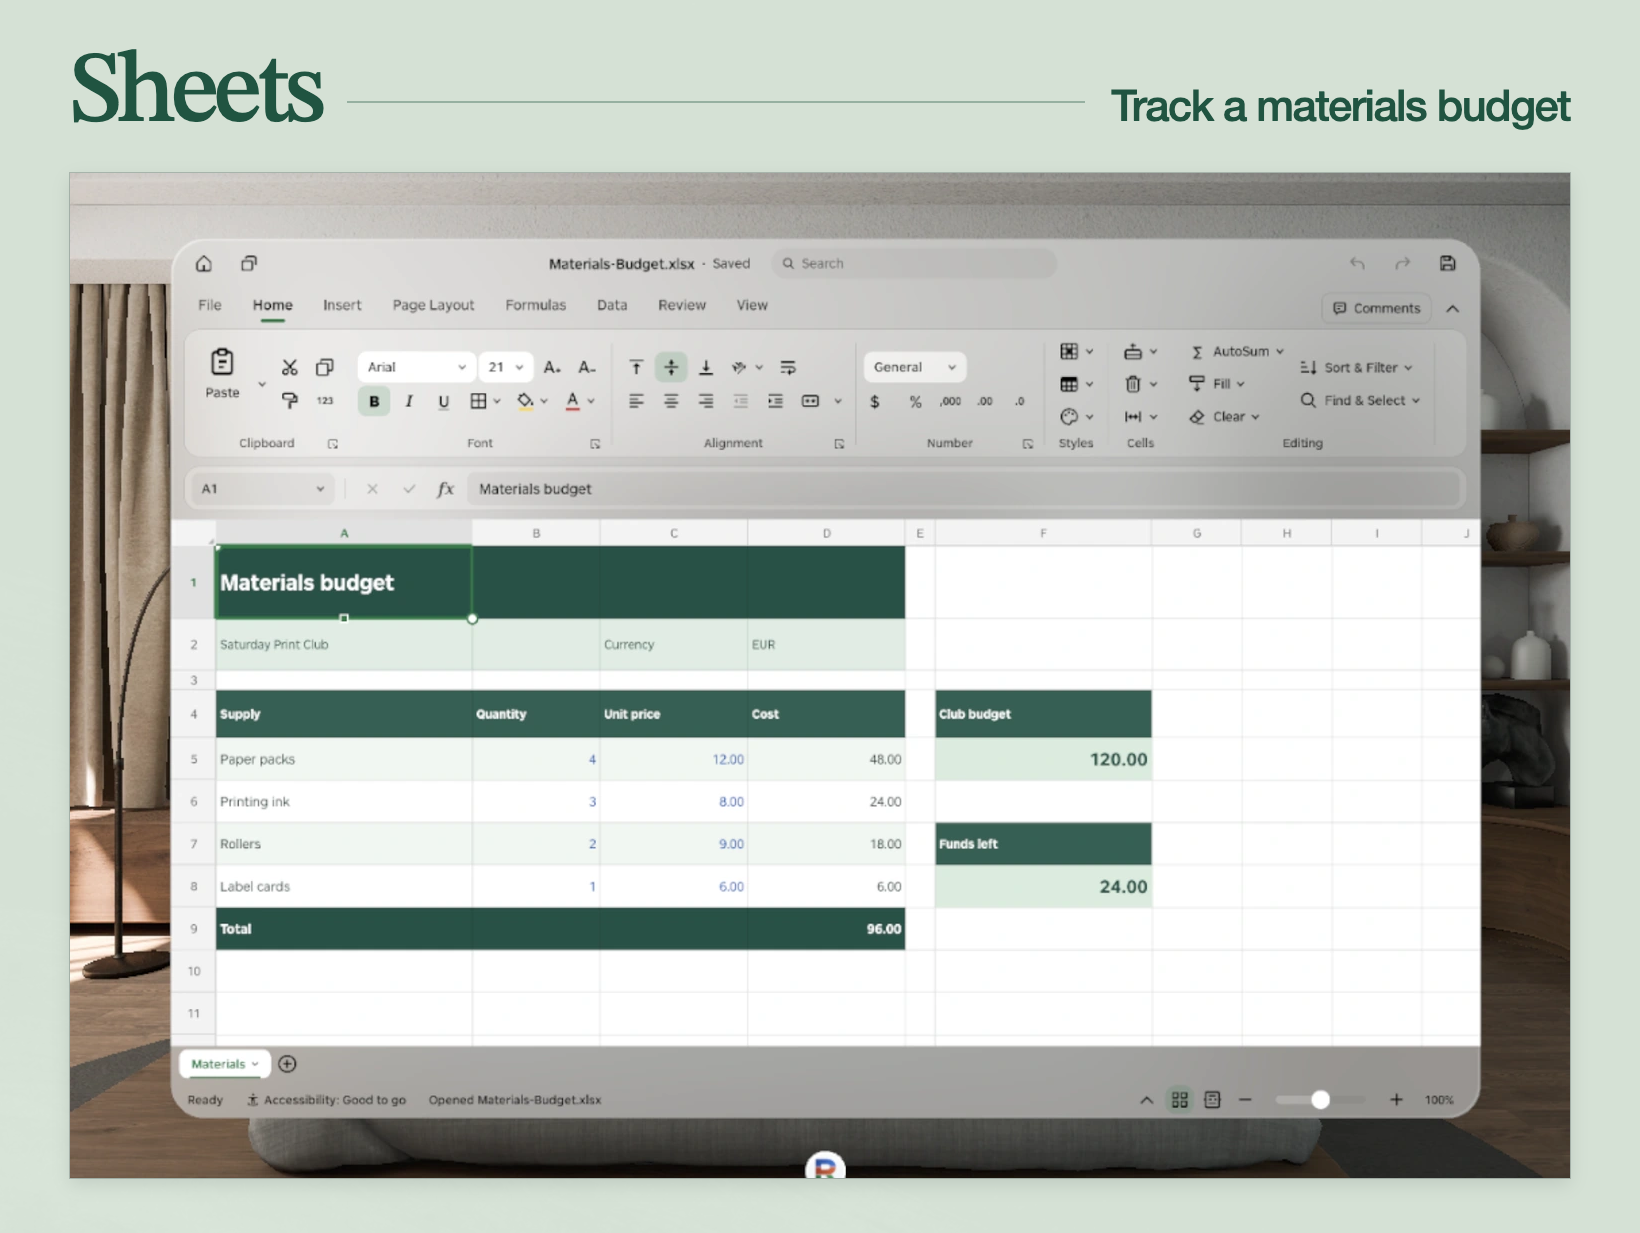 Sheets
Track a materials budget
Materials-Budget.xlsx · Saved
Search
File Home Insert Page Layout Formulas Data Review View
Comments
Paste
Arial 21 A+ A-
123
B I U A
General
$ % ,000 .00 .0
AutoSum
Fill
Clear
Sort & Filter
Find & Select
Clipboard Font Alignment Number Styles Cells Editing
A1 fx Materials budget
A B C D E F G H I J
1 Materials budget
2 Saturday Print Club Currency EUR
3
4 Supply Quantity Unit price Cost Club budget
5 Paper packs 4 12.00 48.00 120.00
6 Printing ink 3 8.00 24.00
7 Rollers 2 9.00 18.00 Funds left
8 Label cards 1 6.00 6.00 24.00
9 Total 96.00
10
11
Materials
Ready Accessibility: Good to go Opened Materials-Budget.xlsx
100%
R